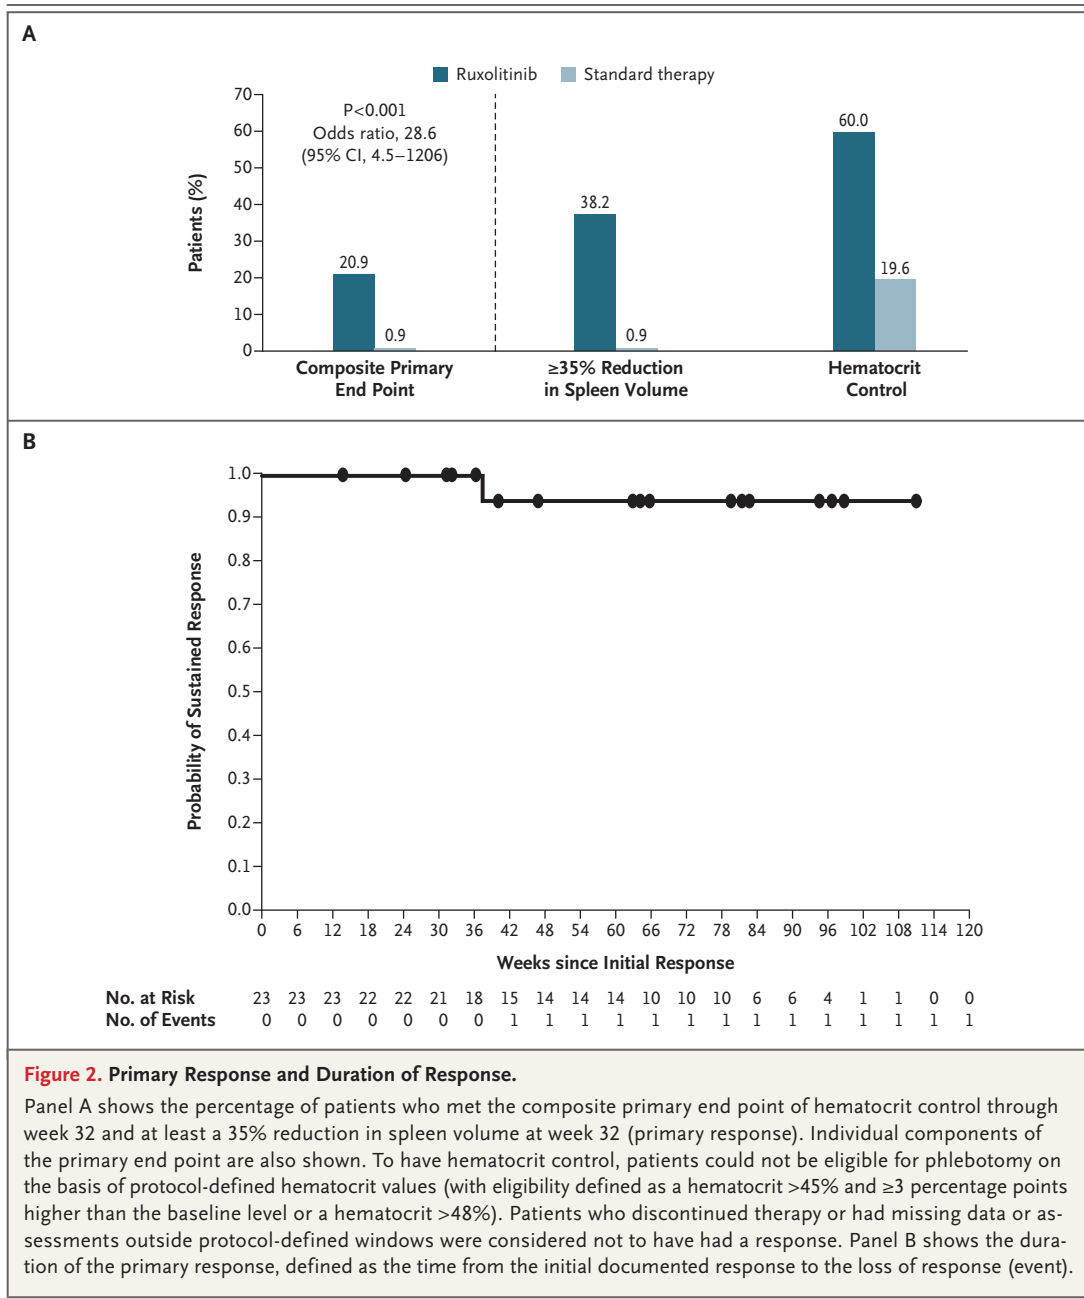 A
Ruxolitinib Standard therapy
70
60
50
40
30
20
10
0
Patients (%)
P<0.001
Odds ratio, 28.6
(95% CI, 4.5–1206)
20.9
0.9
38.2
0.9
60.0
19.6
Composite Primary
End Point
≥35% Reduction
in Spleen Volume
Hematocrit
Control
B
1.0
0.9
0.8
0.7
0.6
0.5
0.4
0.3
0.2
0.1
0.0
Probability of Sustained Response
0 6 12 18 24 30 36 42 48 54 60 66 72 78 84 90 96 102 108 114 120
Weeks since Initial Response
No. at Risk 23 23 23 22 22 21 18 15 14 14 14 10 10 10 6 6 4 1 1 0 0
No. of Events 0 0 0 0 0 0 0 1 1 1 1 1 1 1 1 1 1 1 1 1 1
Figure 2. Primary Response and Duration of Response.
Panel A shows the percentage of patients who met the composite primary end point of hematocrit control through
week 32 and at least a 35% reduction in spleen volume at week 32 (primary response). Individual components of
the primary end point are also shown. To have hematocrit control, patients could not be eligible for phlebotomy on
the basis of protocol-defined hematocrit values (with eligibility defined as a hematocrit >45% and ≥3 percentage points
higher than the baseline level or a hematocrit >48%). Patients who discontinued therapy or had missing data or as-
sessments outside protocol-defined windows were considered not to have had a response. Panel B shows the dura-
tion of the primary response, defined as the time from the initial documented response to the loss of response (event).